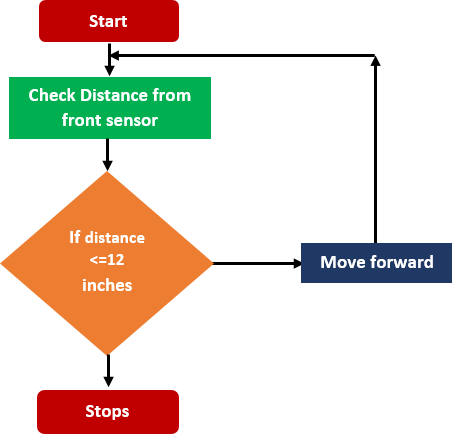 Start
Check Distance from
front sensor
If distance
<=12
inches
Move forward
Stops